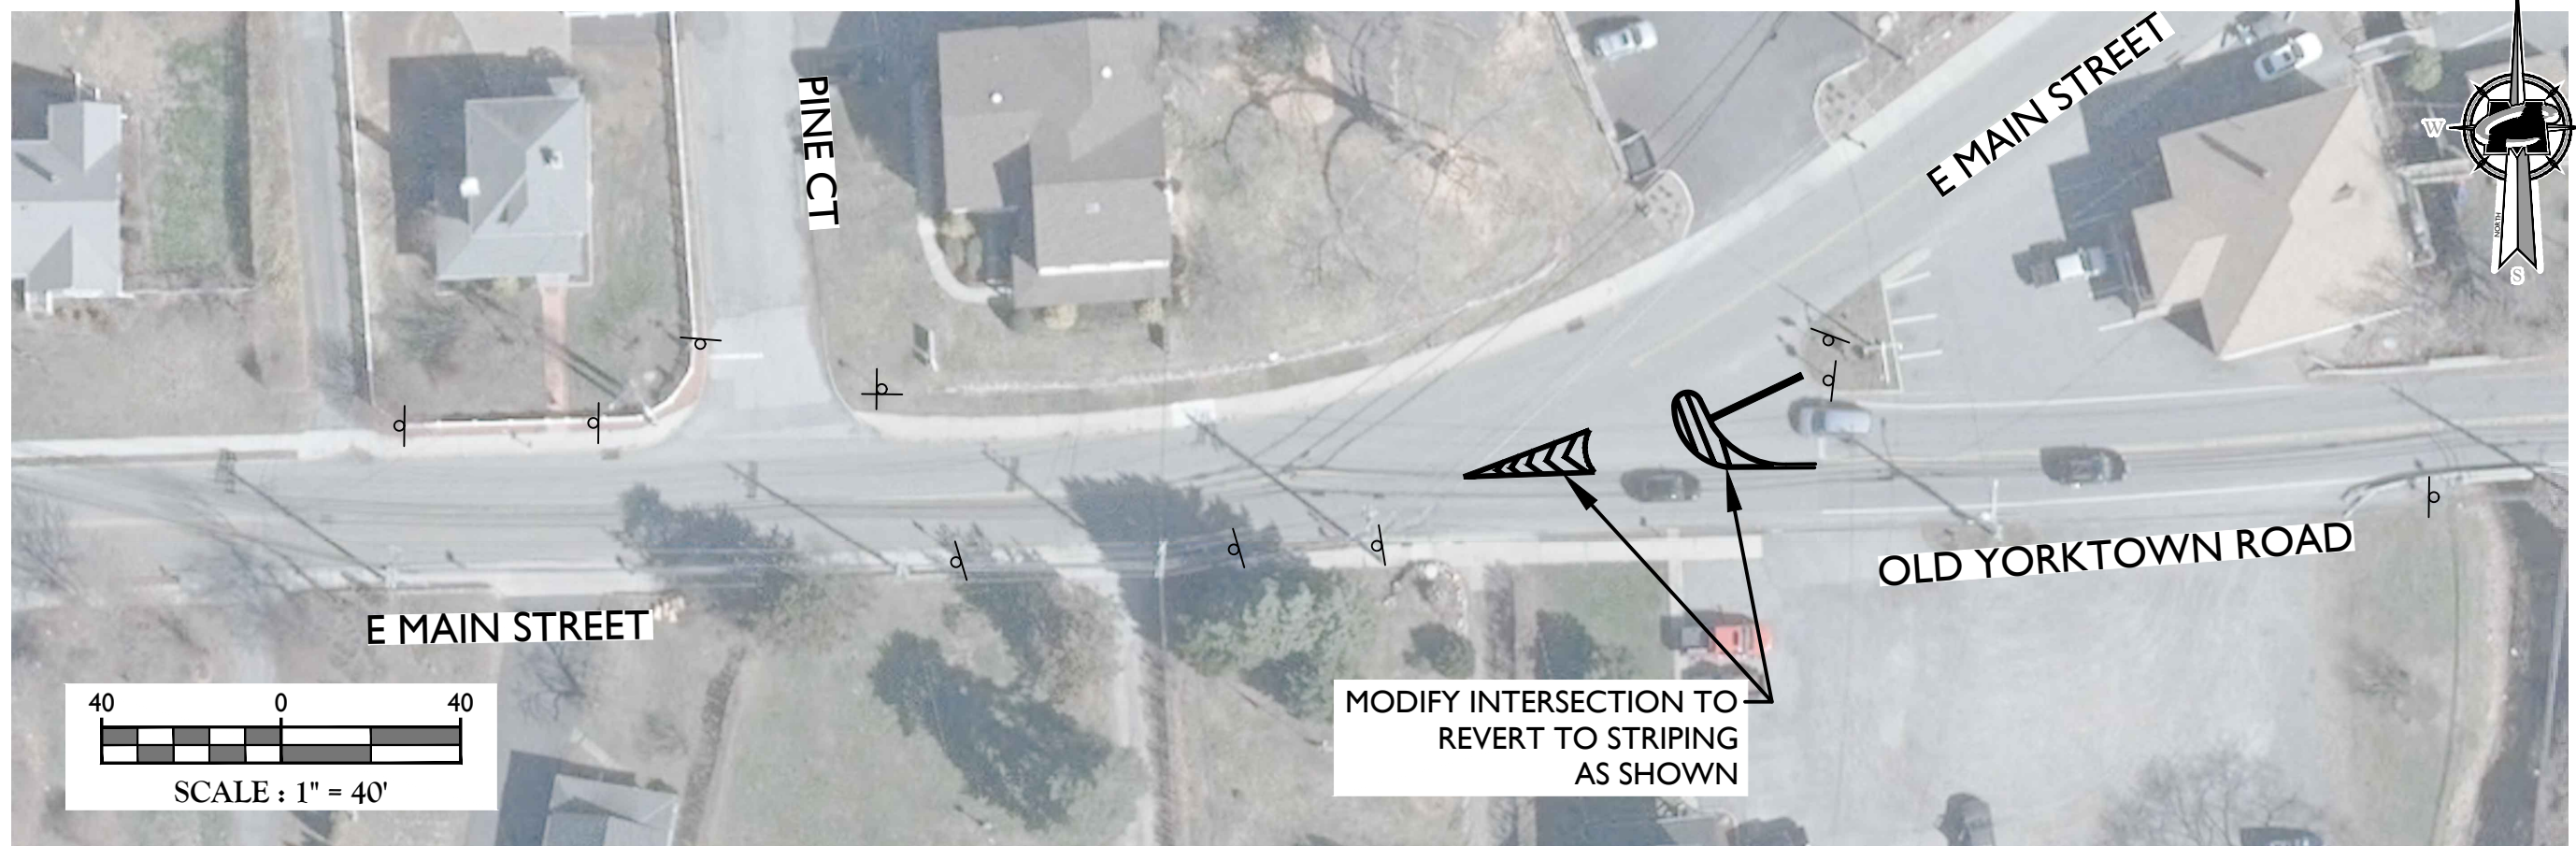 PINE CT
E MAIN STREET
W
NORTH
S
OLD YORKTOWN ROAD
E MAIN STREET
MODIFY INTERSECTION TO
REVERT TO STRIPING
AS SHOWN
40 0 40
SCALE : 1" = 40'